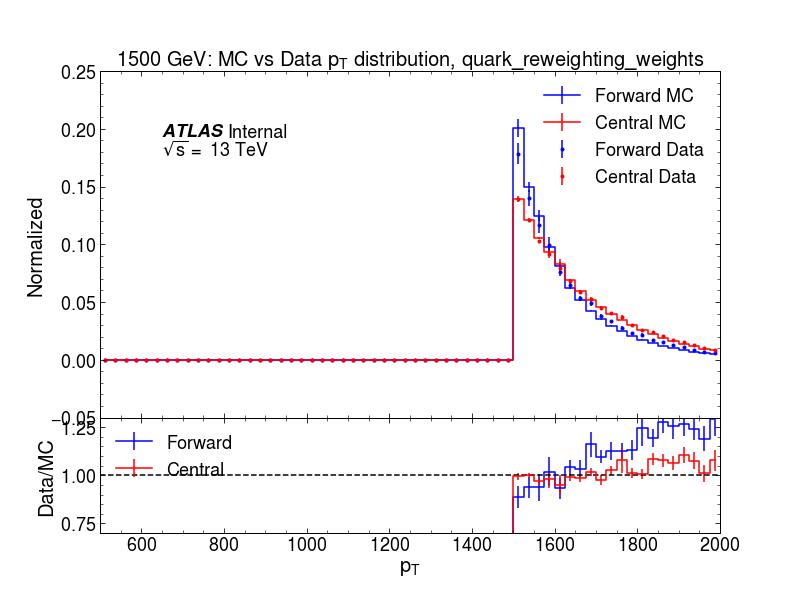 1500 GeV: MC vs Data pT distribution, quark_reweighting_weights
0.25
0.20
0.15
0.10
0.05
0.00
−0.05
Normalized
ATLAS Internal
√s = 13 TeV
Forward MC
Central MC
Forward Data
Central Data
1.25
1.00
0.75
Data/MC
Forward
Central
600 800 1000 1200 1400 1600 1800 2000
pT